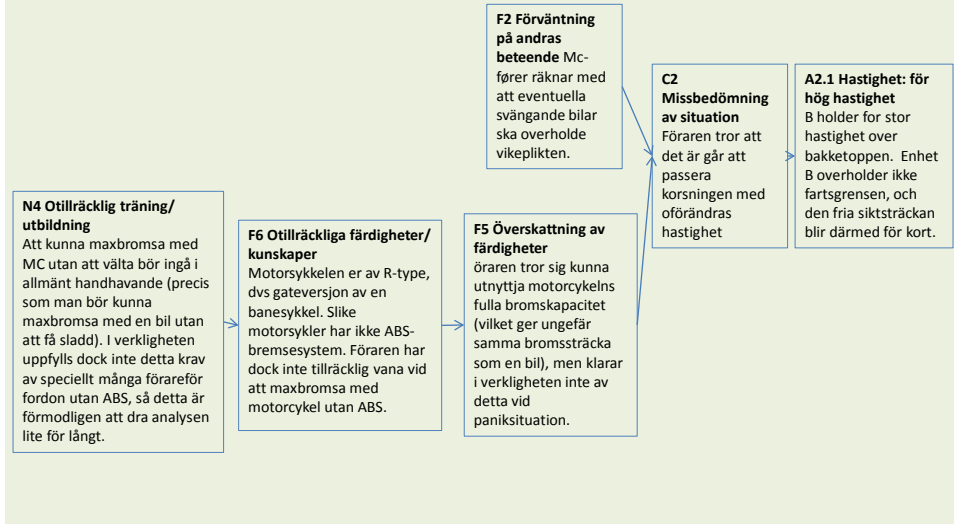 F2 Förväntning
på andras
beteende Mc-
fører räknar med
att eventuella
svängande bilar
ska overholde
vikeplikten.
C2
Missbedömning
av situation
Föraren tror att
det är går att
passera
korsningen med
oförändras
hastighet
A2.1 Hastighet: för
hög hastighet
B holder for stor
hastighet over
bakketoppen.  Enhet
B overholder ikke
fartsgrensen, och
den fria siktsträckan
blir därmed för kort.
N4 Otillräcklig träning/
utbildning
Att kunna maxbromsa med
MC utan att välta bör ingå i
allmänt handhavande (precis
som man bör kunna
maxbromsa med en bil utan
att få sladd). I verkligheten
uppfylls dock inte detta krav
av speciellt många förareför
fordon utan ABS, så detta är
förmodligen att dra analysen
lite för långt.
F6 Otillräckliga färdigheter/
kunskaper
Motorsykkelen er av R-type,
dvs gateversjon av en
banesykkel. Slike
motorsykler har ikke ABS-
bremsesystem. Föraren har
dock inte tillräcklig vana vid
att maxbromsa med
motorcykel utan ABS.
F5 Överskattning av
färdigheter
öraren tror sig kunna
utnyttja motorcykelns
fulla bromskapacitet
(vilket ger ungefär
samma bromssträcka
som en bil), men klarar
i verkligheten inte av
detta vid
paniksituation.